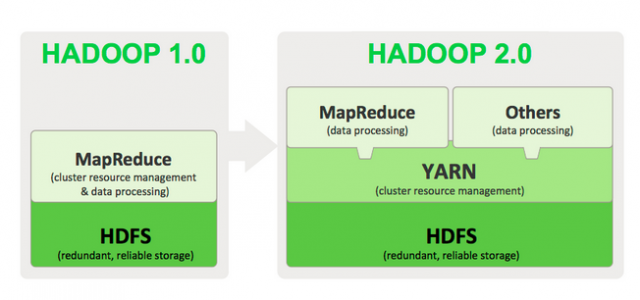 HADOOP 1.0
MapReduce
(cluster resource management
& data processing)
HDFS
(redundant, reliable storage)
HADOOP 2.0
MapReduce
(data processing)
Others
(data processing)
YARN
(cluster resource management)
HDFS
(redundant, reliable storage)